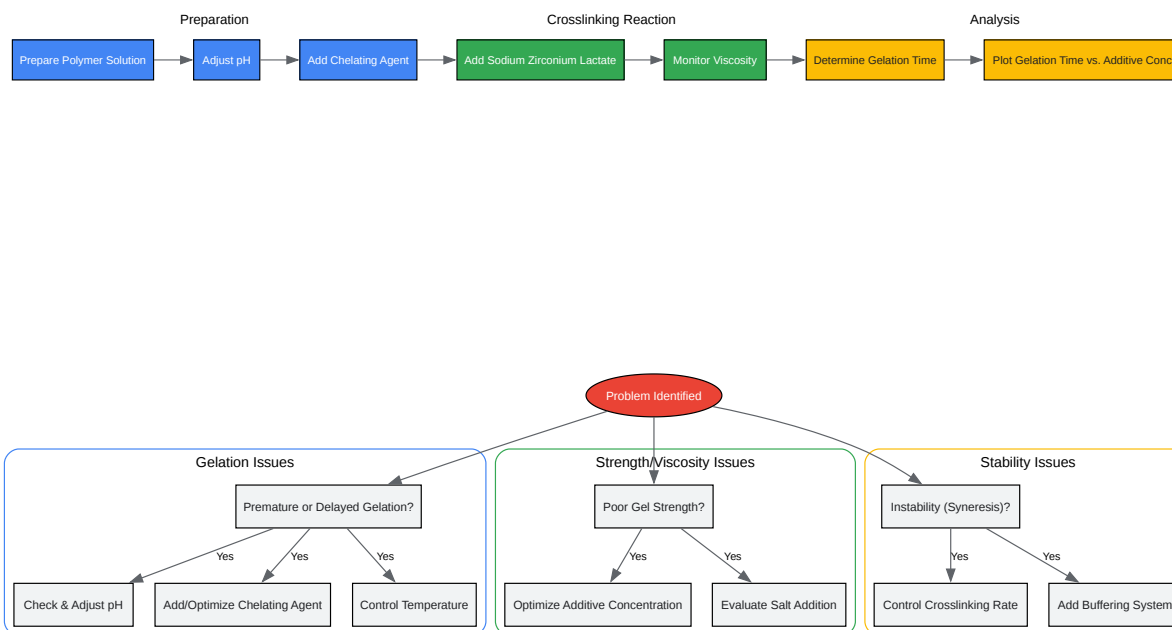 Preparation
Crosslinking Reaction
Analysis
Prepare Polymer Solution
Adjust pH
Add Chelating Agent
Add Sodium Zirconium Lactate
Monitor Viscosity
Determine Gelation Time
Plot Gelation Time vs. Additive Conc
Problem Identified
Gelation Issues
Strength/Viscosity Issues
Stability Issues
Premature or Delayed Gelation?
Poor Gel Strength?
Instability (Syneresis)?
Yes
Yes
Yes
Yes
Yes
Yes
Yes
Check & Adjust pH
Add/Optimize Chelating Agent
Control Temperature
Optimize Additive Concentration
Evaluate Salt Addition
Control Crosslinking Rate
Add Buffering System